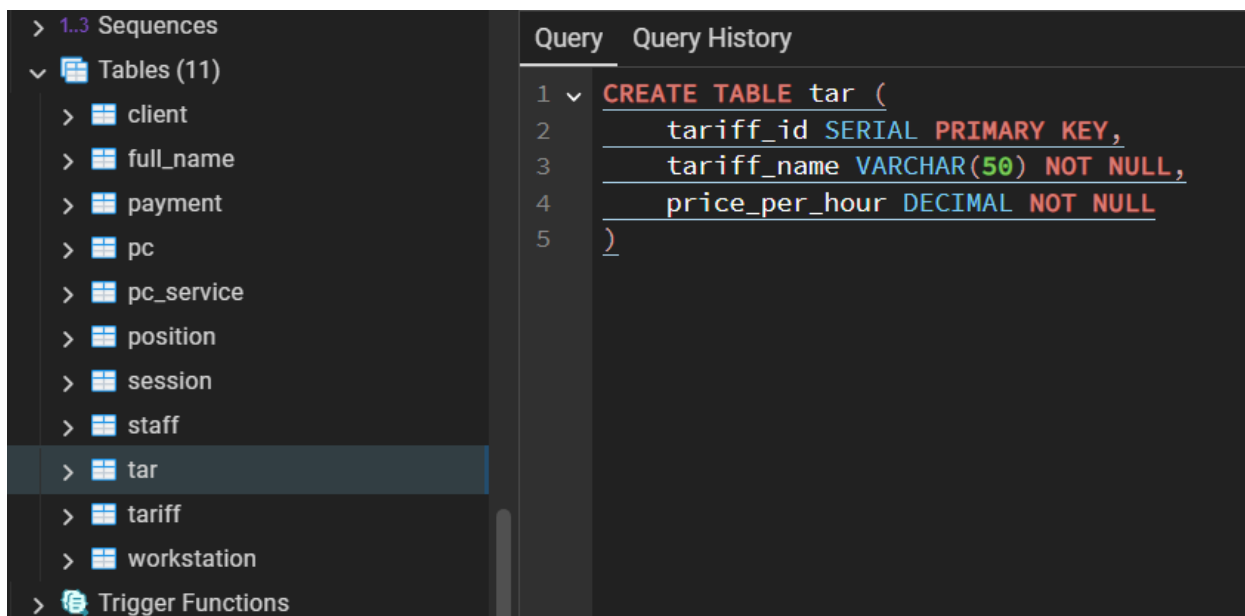 1..3 Sequences
Tables (11)
client
full_name
payment
pc
pc_service
position
session
staff
tar
tariff
workstation
Trigger Functions
Query Query History
1 CREATE TABLE tar (
2 tariff_id SERIAL PRIMARY KEY,
3 tariff_name VARCHAR(50) NOT NULL,
4 price_per_hour DECIMAL NOT NULL
5 )